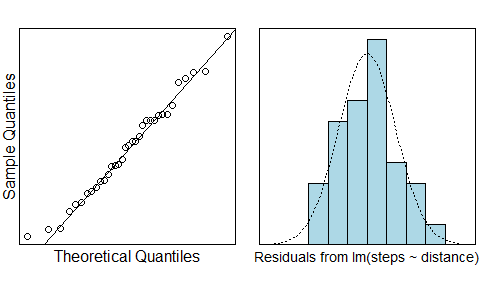 Sample Quantiles
Theoretical Quantiles
Residuals from lm(steps ~ distance)